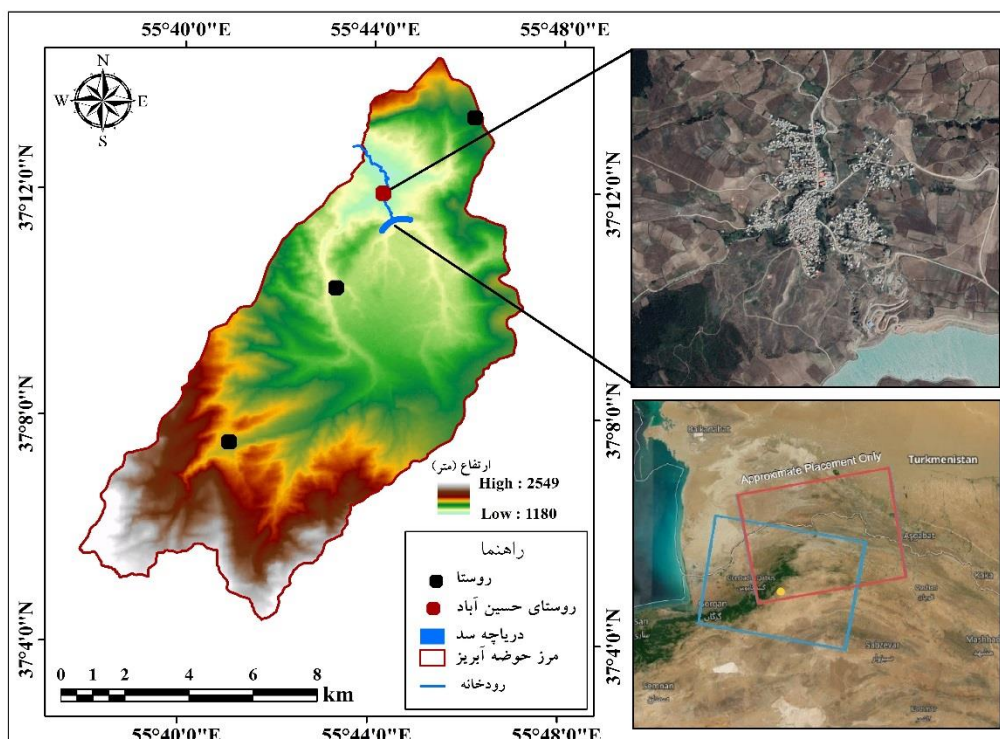 55°40'0"E
55°44'0"E
55°48'0"E
N
W
E
S
37°12'0"N
37°12'0"N
37°8'0"N
37°8'0"N
37°4'0"N
37°4'0"N
ارتفاع (متر)
High : 2549
Low : 1180
راهنما
روستا
روستای حسین آباد
دریاچه سد
مرز حوضه آبریز
رودخانه
0 1 2 4 6 8
km
55°40'0"E
55°44'0"E
55°48'0"E
Approximate Placement Only
Turkmenistan
گرگان
Sabzevar